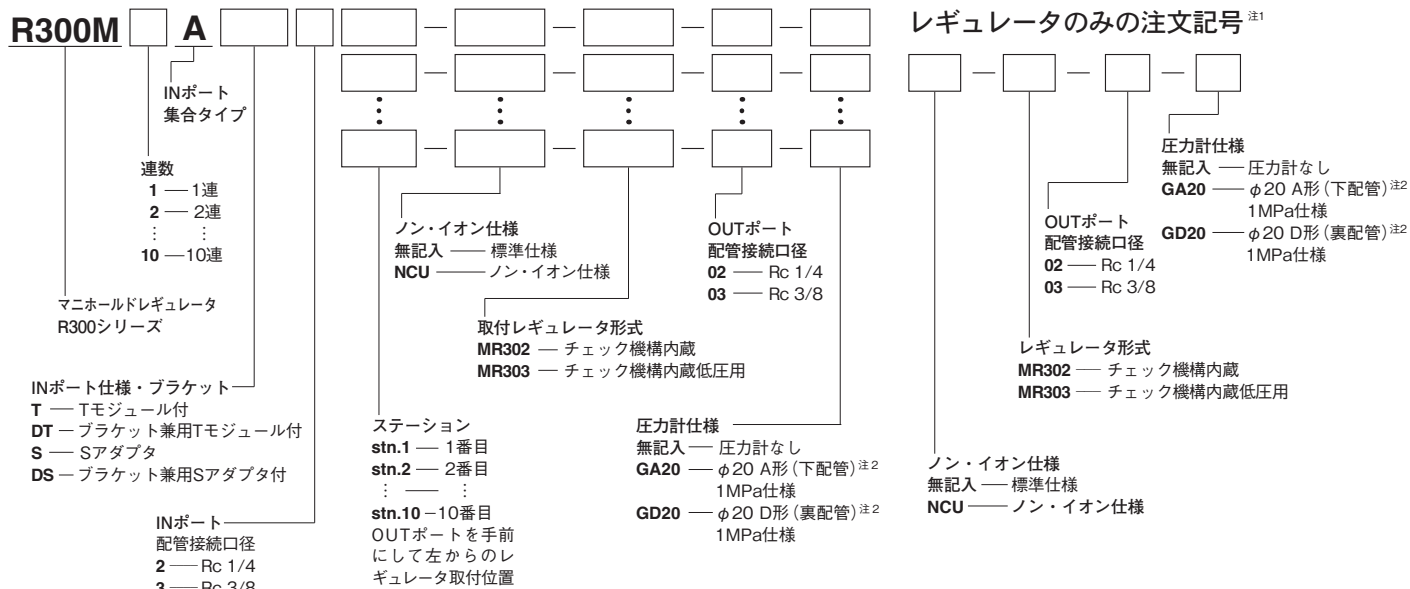 R300M A
INポート
集合タイプ
連数
1 — 1連
2 — 2連
⋮ ⋮
10 —10連
マニホールドレギュレータ
R300シリーズ
INポート仕様・ブラケット
T — Tモジュール付
DT — ブラケット兼用Tモジュール付
S — Sアダプタ
DS — ブラケット兼用Sアダプタ付
INポート
配管接続口径
2 — Rc 1/4
3 — Rc 3/8
ノン・イオン仕様
無記入 — 標準仕様
NCU — ノン・イオン仕様
取付レギュレータ形式
MR302 — チェック機構内蔵
MR303 — チェック機構内蔵低圧用
OUTポート
配管接続口径
02 — Rc 1/4
03 — Rc 3/8
ステーション
stn.1 — 1番目
stn.2 — 2番目
⋮ — ⋮
stn.10 −10番目
OUTポートを手前
にして左からのレ
ギュレータ取付位置
圧力計仕様
無記入 — 圧力計なし
GA20 — φ20 A形(下配管)注2
1MPa仕様
GD20 — φ20 D形(裏配管)注2
1MPa仕様
レギュレータのみの注文記号 注1
圧力計仕様
無記入 — 圧力計なし
GA20 — φ20 A形(下配管)注2
1MPa仕様
GD20 — φ20 D形(裏配管)注2
1MPa仕様
OUTポート
配管接続口径
02 — Rc 1/4
03 — Rc 3/8
レギュレータ形式
MR302 — チェック機構内蔵
MR303 — チェック機構内蔵低圧用
ノン・イオン仕様
無記入 — 標準仕様
NCU — ノン・イオン仕様